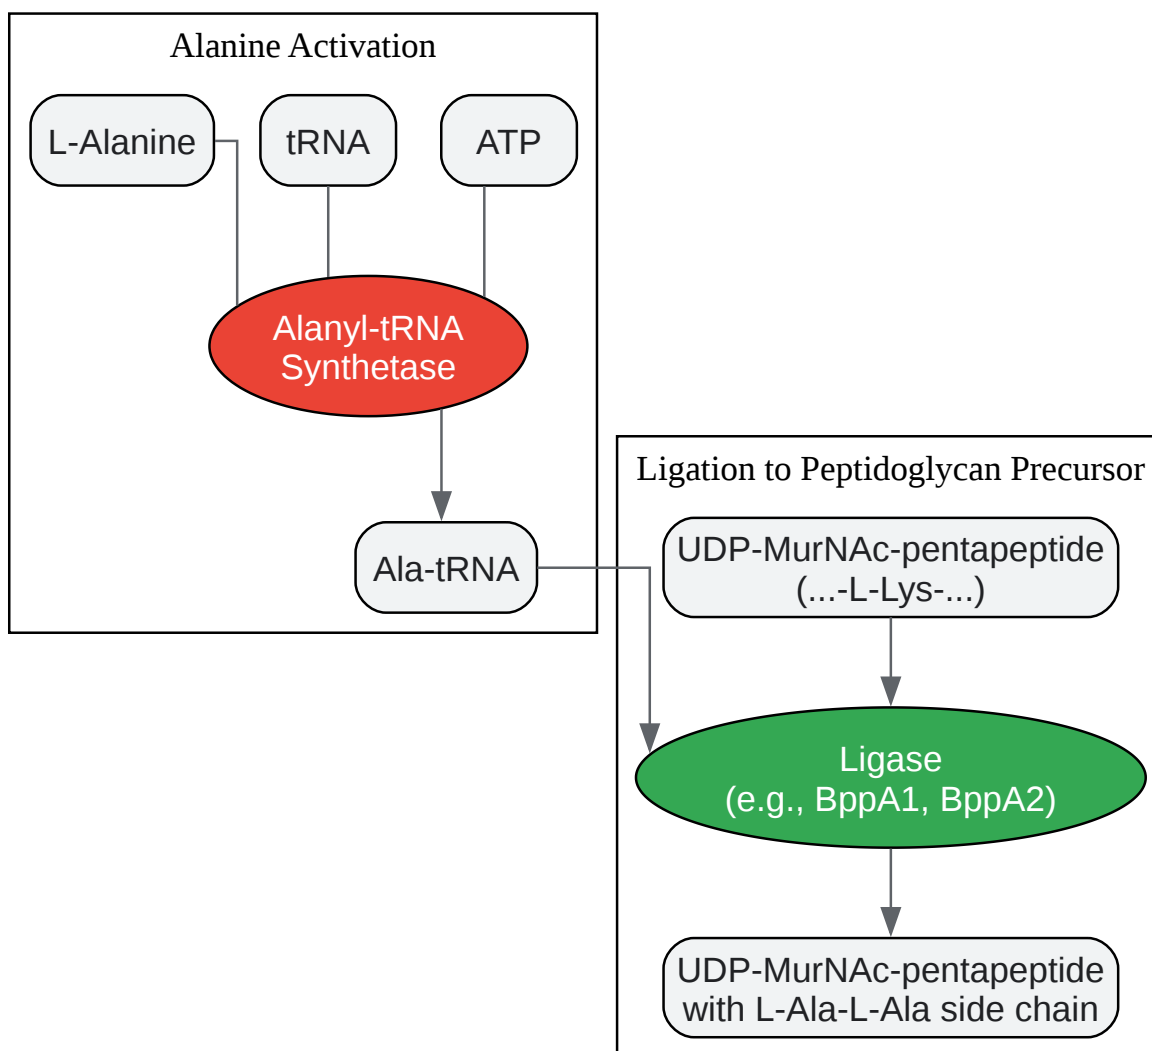 Alanine Activation
L-Alanine
tRNA
ATP
Alanyl-tRNA
Synthetase
Ala-tRNA
Ligation to Peptidoglycan Precursor
UDP-MurNAc-pentapeptide
(...-L-Lys-...)
Ligase
(e.g., BppA1, BppA2)
UDP-MurNAc-pentapeptide
with L-Ala-L-Ala side chain